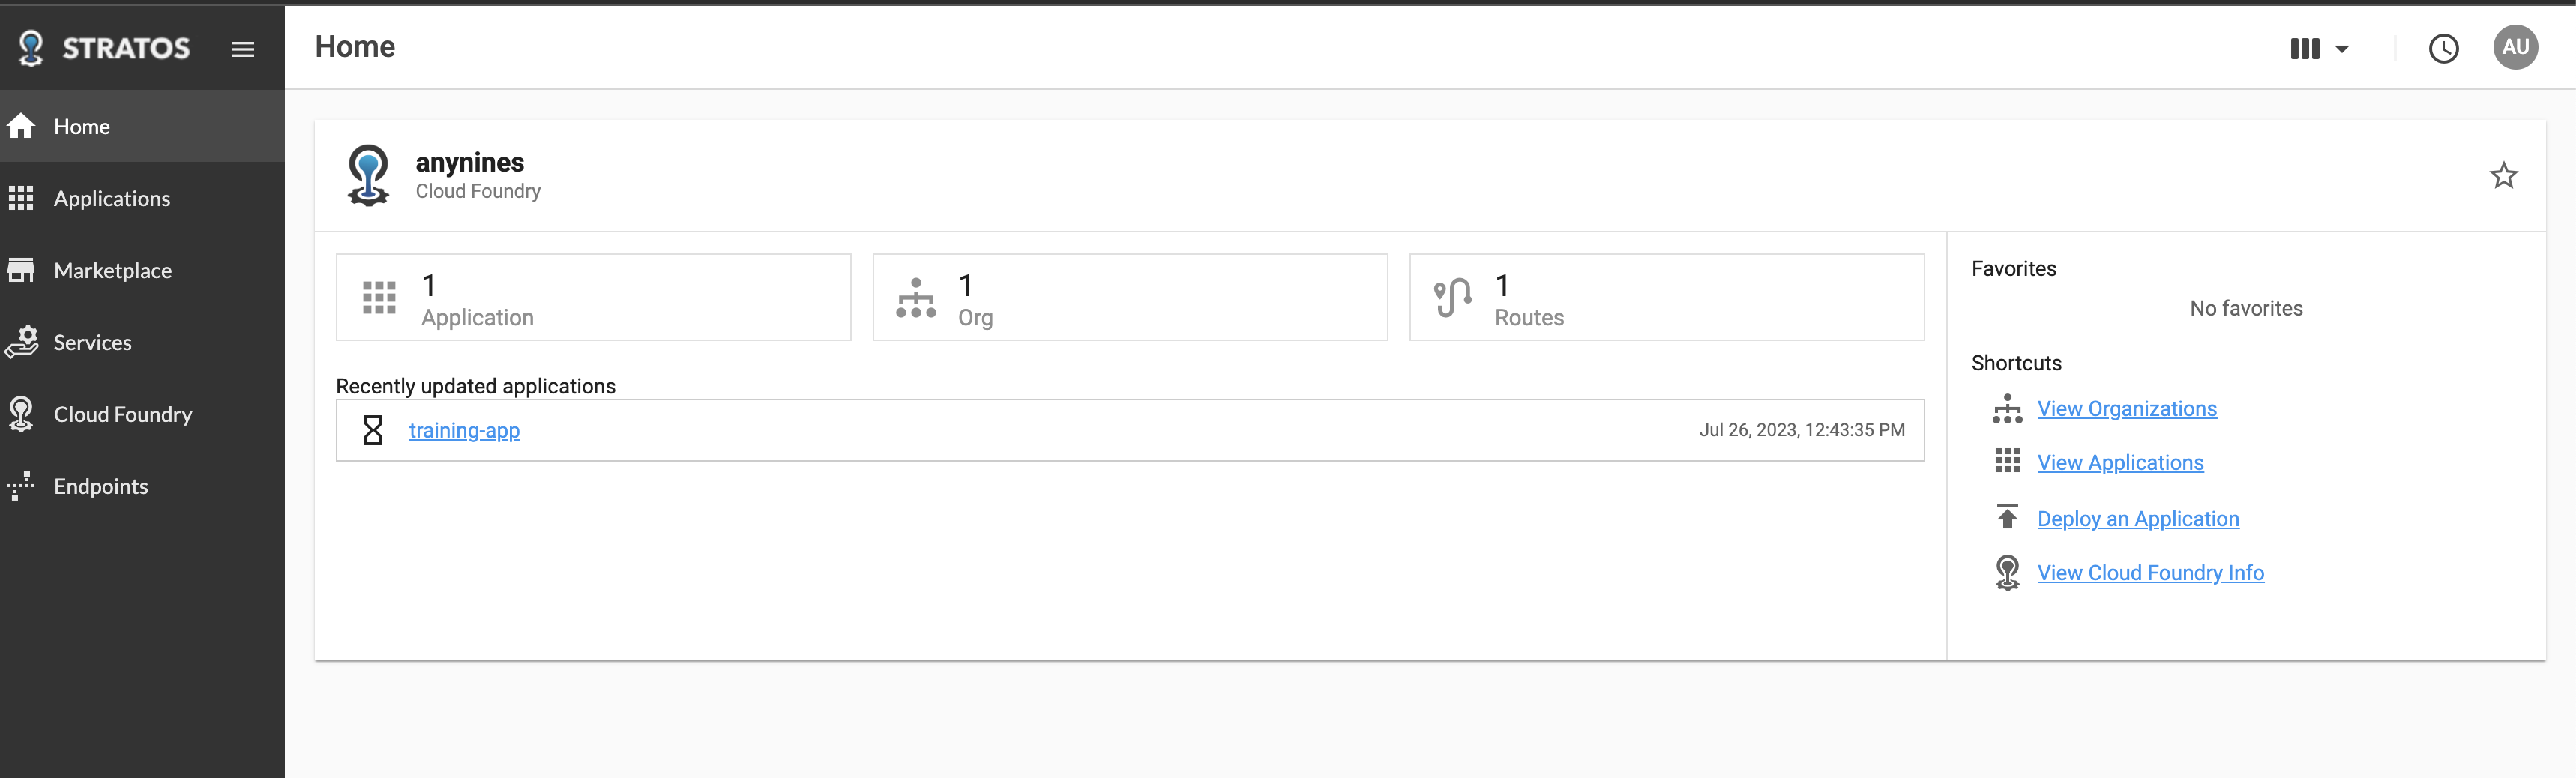 STRATOS
Home
AU
Home
Applications
Marketplace
Services
Cloud Foundry
Endpoints
anynines
Cloud Foundry
1
Application
1
Org
1
Routes
Recently updated applications
training-app
Jul 26, 2023, 12:43:35 PM
Favorites
No favorites
Shortcuts
View Organizations
View Applications
Deploy an Application
View Cloud Foundry Info